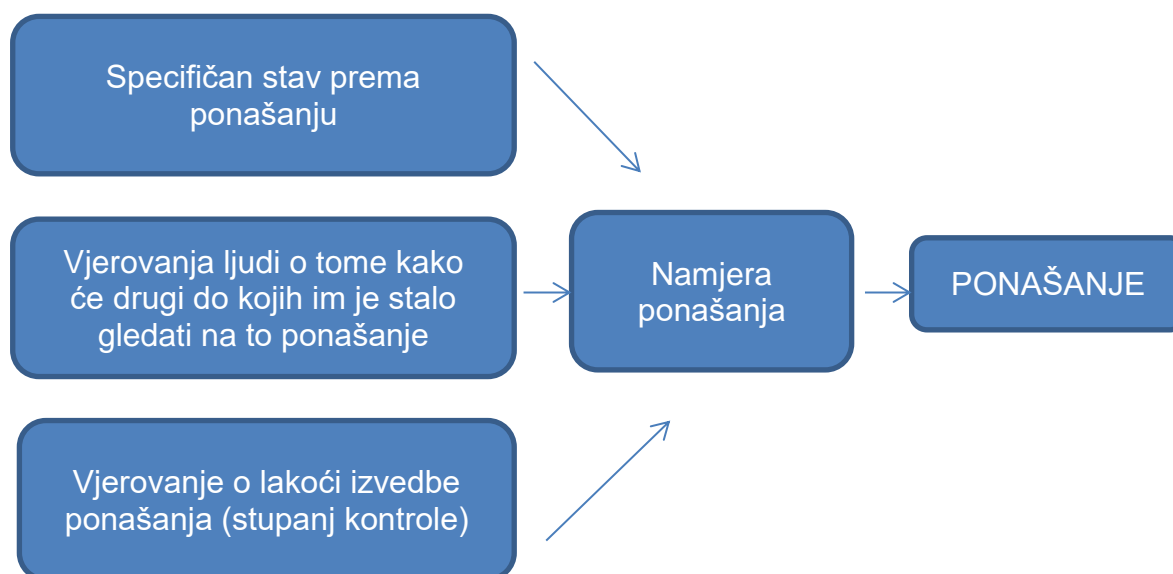 Specifičan stav prema
ponašanju
Vjerovanja ljudi o tome kako
će drugi do kojih im je stalo
gledati na to ponašanje
Namjera
ponašanja
PONAŠANJE
Vjerovanje o lakoći izvedbe
ponašanja (stupanj kontrole)